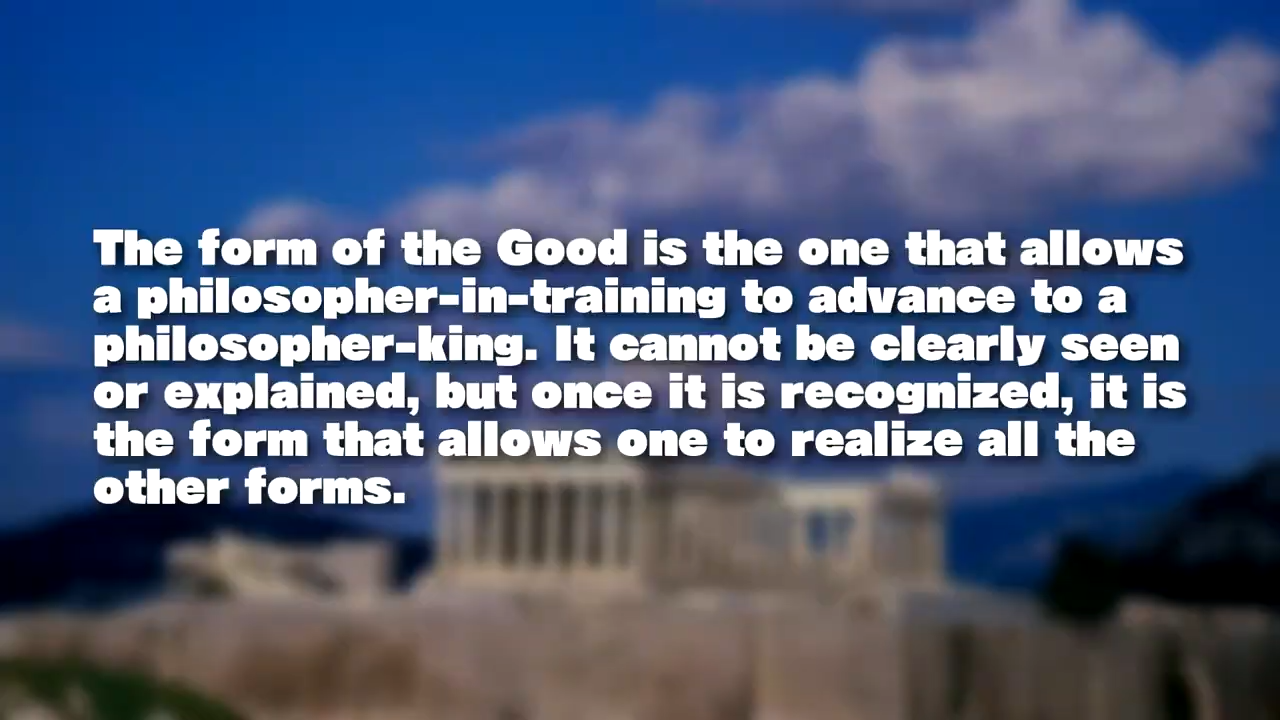 The form of the Good is the one that allows
a philosopher-in-training to advance to a
philosopher-king. It cannot be clearly seen
or explained, but once it is recognized, it is
the form that allows one to realize all the
other forms.